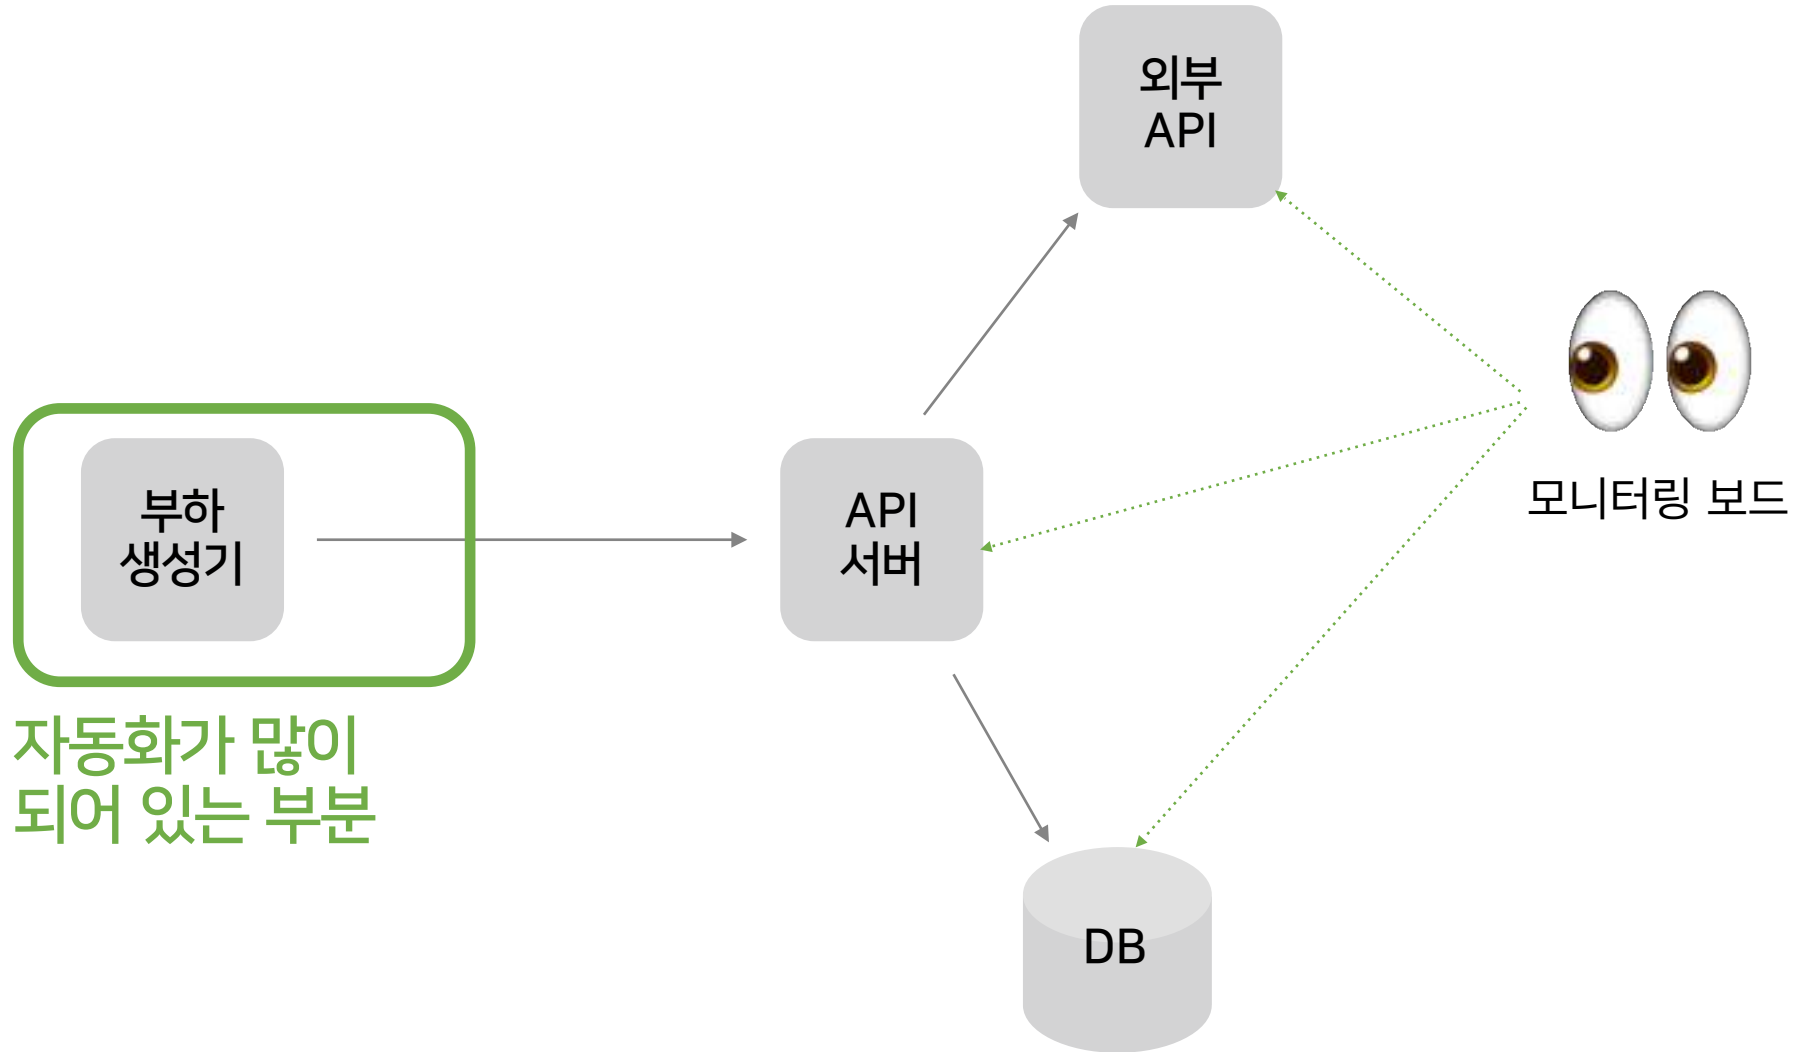 외부
API
부하
생성기
API
서버
모니터링 보드
자동화가 많이
되어 있는 부분
DB